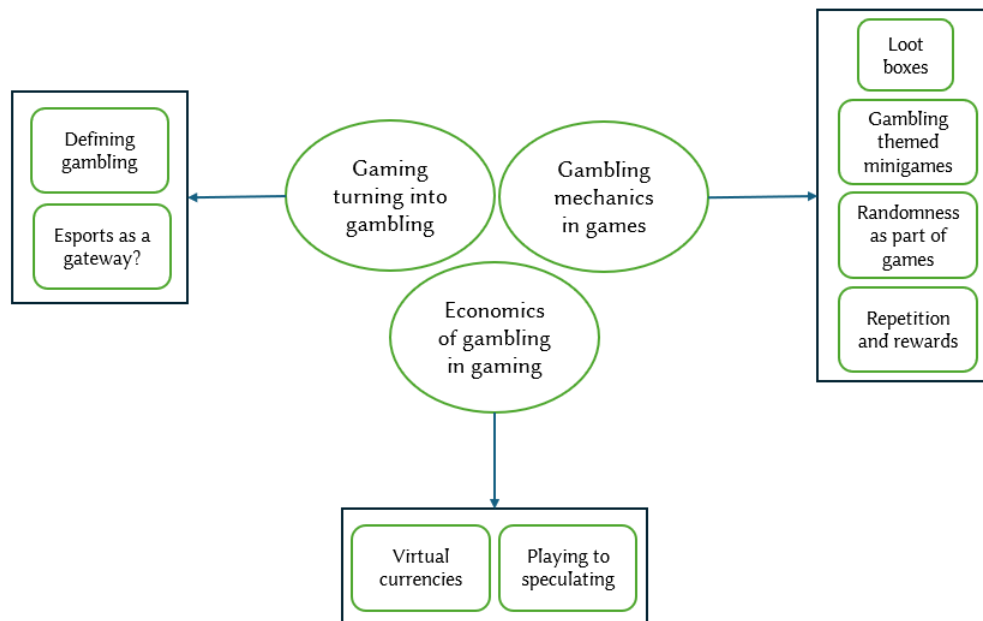 Gaming
turning into
gambling
Defining
gambling
Esports as a
gateway?
Gambling
mechanics
in games
Loot
boxes
Gambling
themed
minigames
Randomness
as part of
games
Repetition
and rewards
Economics
of gambling
in gaming
Virtual
currencies
Playing to
speculating